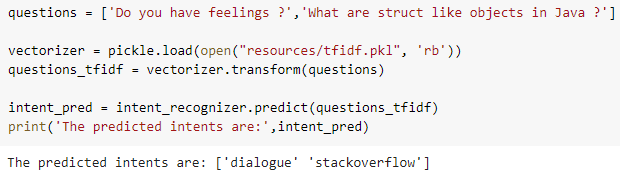 questions = ['Do you have feelings ?','What are struct like objects in Java ?']
vectorizer = pickle.load(open("resources/tfidf.pkl", 'rb'))
questions_tfidf = vectorizer.transform(questions)
intent_pred = intent_recognizer.predict(questions_tfidf)
print('The predicted intents are:',intent_pred)
The predicted intents are: ['dialogue' 'stackoverflow']